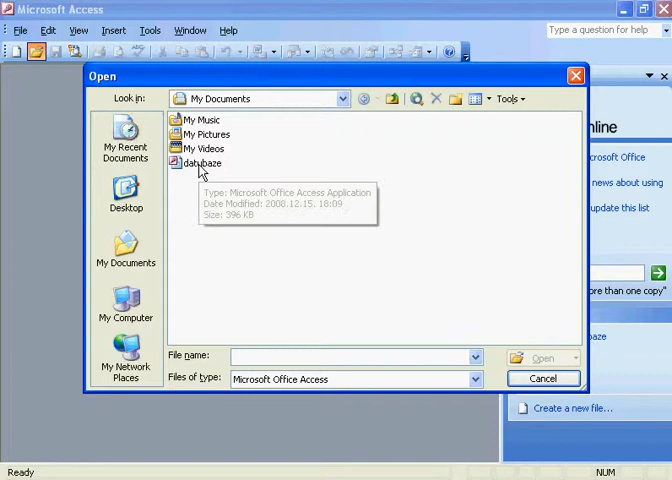 Microsoft Access
File Edit View Insert Tools Window Help
Type a question for help
Open
Look in: My Documents Tools
My Music
My Pictures
My Videos
Type: Microsoft Office Access Application
Date Modified: 2008.12.15. 18:09
Size: 396 KB
My Recent
Documents
Desktop
My Documents
My Computer
My Network
Places
File name: Open
Files of type: Microsoft Office Access Cancel
nline
osoft Office
news about using
update this list
ore than one copy"
baze
Create a new file...
Ready NUM